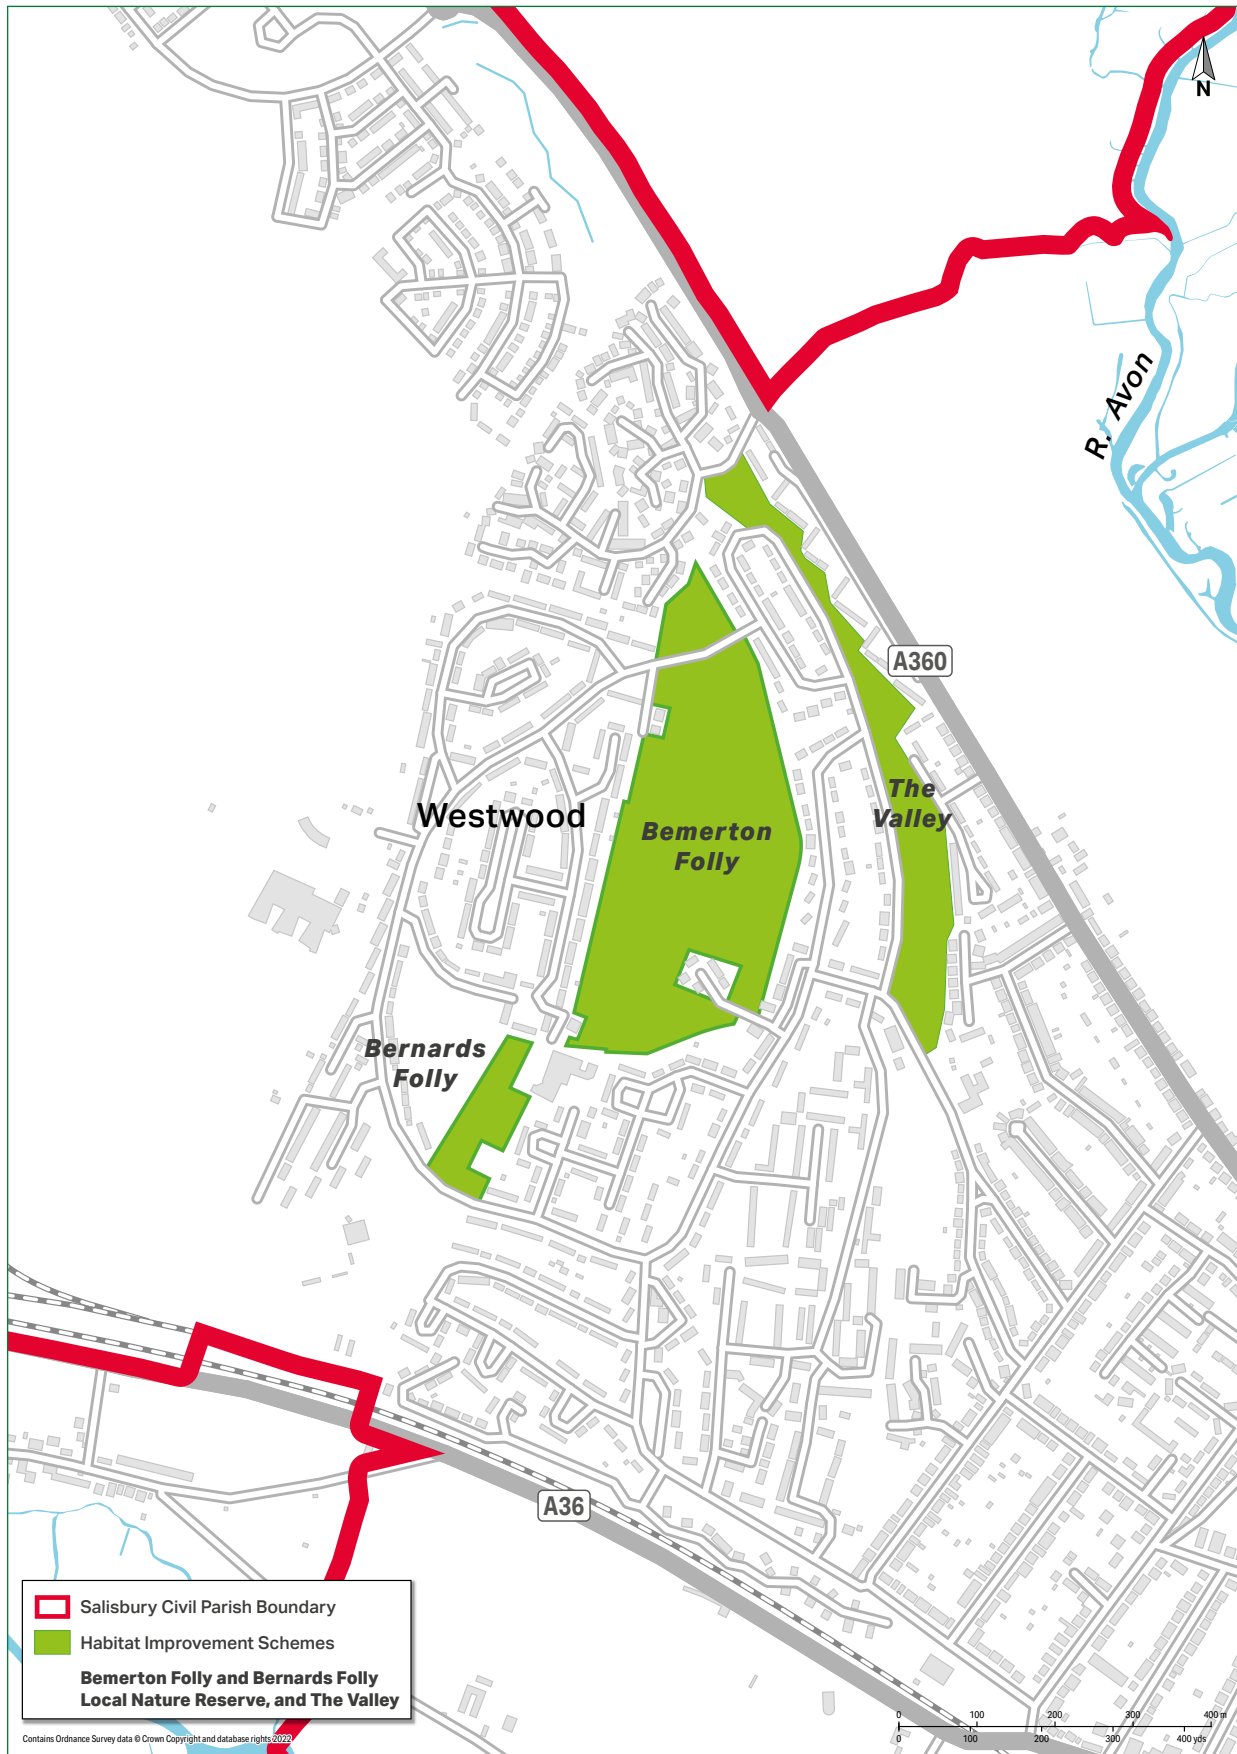 N
R. Avon
A360
The
Valley
Westwood
Bemerton
Folly
Bernards
Folly
A36
Salisbury Civil Parish Boundary
Habitat Improvement Schemes
Bemerton Folly and Bernards Folly
Local Nature Reserve, and The Valley
Contains Ordnance Survey data © Crown Copyright and database rights 2022
0 100 200 300 400 m
0 100 200 300 400 yds